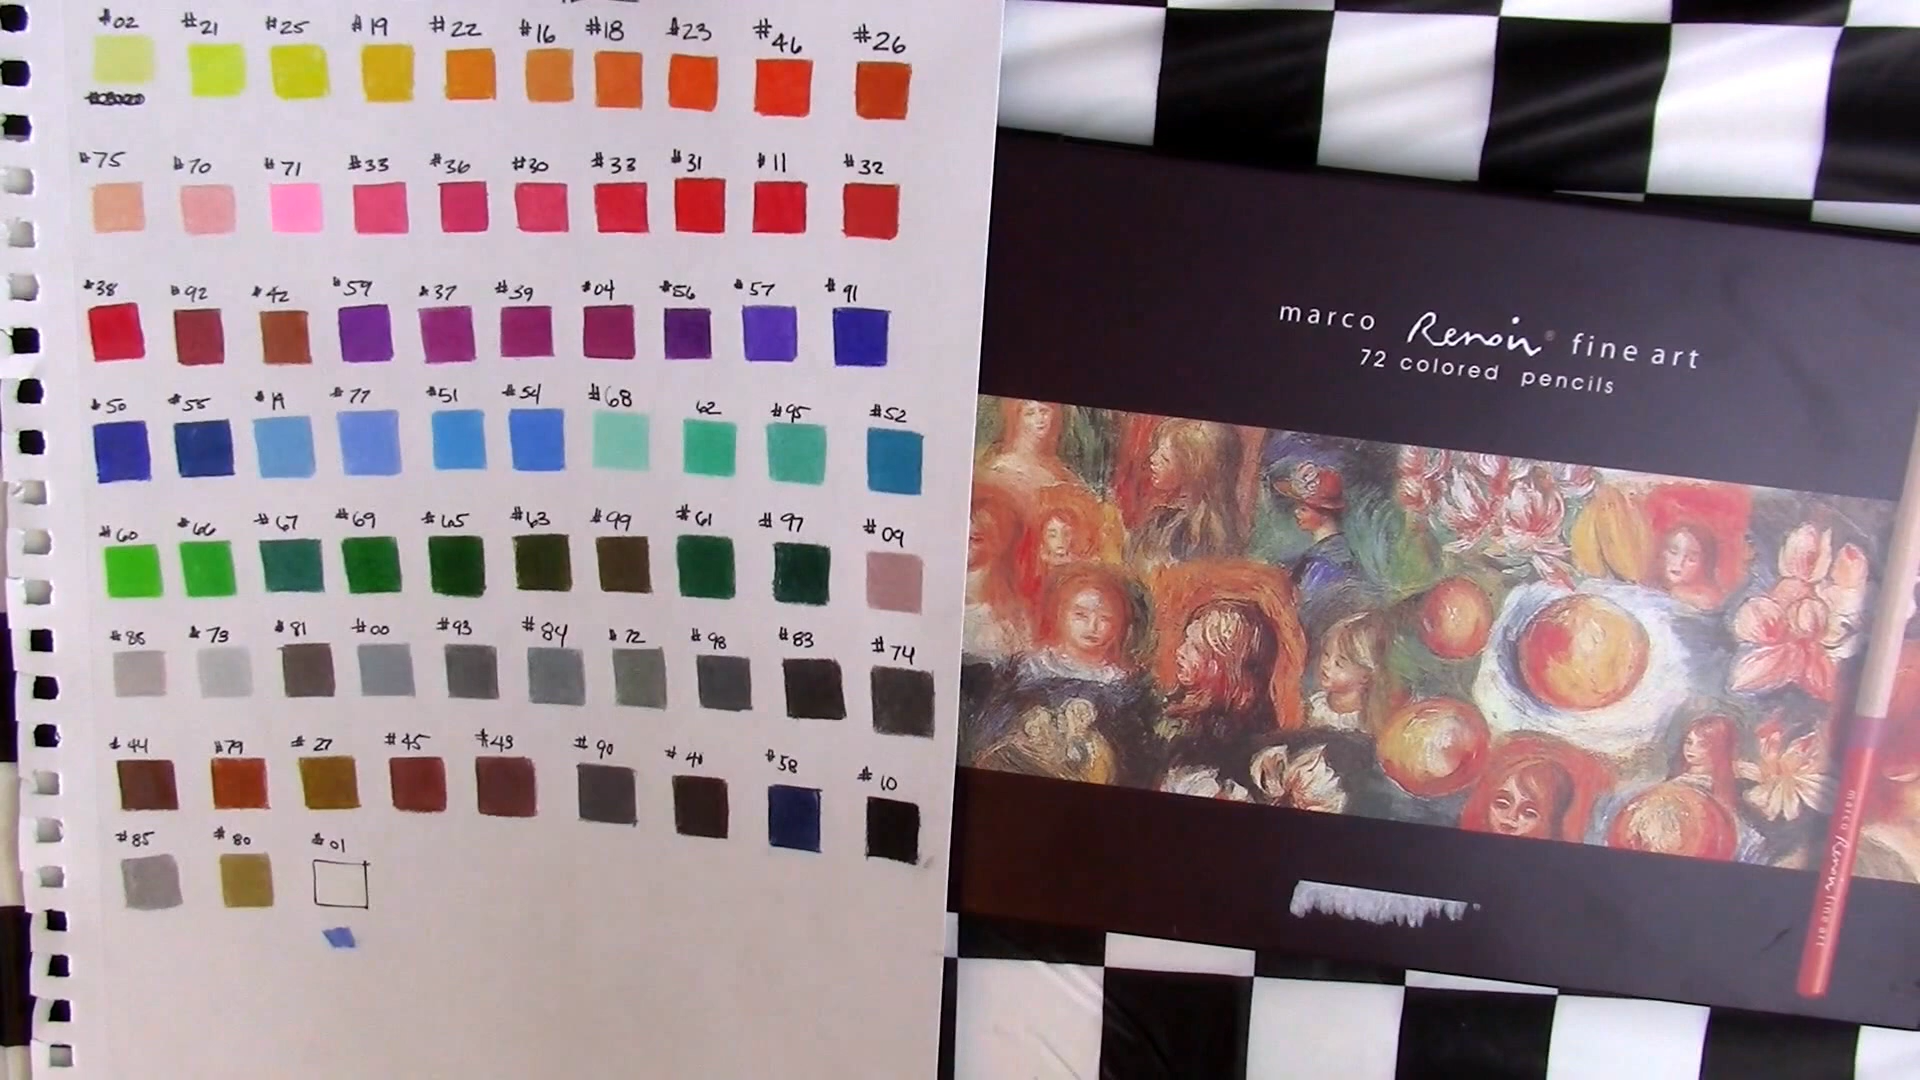 #02 #21 #25 #19 #22 #16 #18 #23 #46 #26
#75 #70 #71 #33 #36 #30 #33 #31 #11 #32
#38 #92 #42 #59 #37 #39 #04 #56 #57 #91
#50 #55 #77 #51 #54 #68 62 #95 #52
#60 #66 #67 #69 #65 #63 #99 #61 #97 #09
#73 #81 #00 #93 #84 #72 #98 #83 #74
#44 #79 #27 #45 #43 #90 #41 #58 #10
#85 #80 #01
marco Renoir® fine art
72 colored pencils
marco Renoir fine art